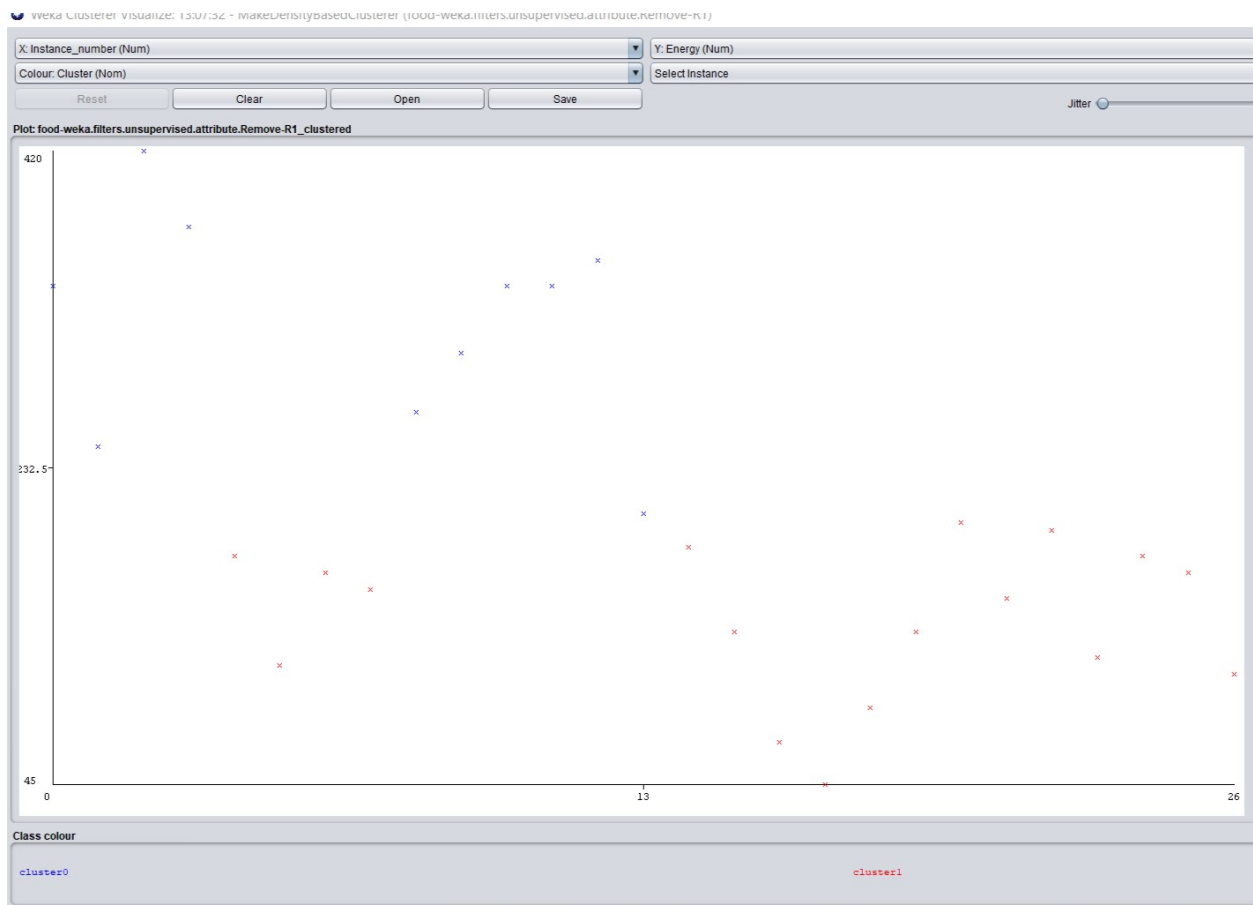 Weka Clusterer Visualize: 13:07:32 - MakeDensityBasedClusterer (food-weka.filters.unsupervised.attribute.Remove-R1)
X: Instance_number (Num)
Y: Energy (Num)
Colour: Cluster (Nom)
Select Instance
Reset
Clear
Open
Save
Jitter
Plot: food-weka.filters.unsupervised.attribute.Remove-R1_clustered
420
232.5
45
0
13
26
Class colour
cluster0
cluster1